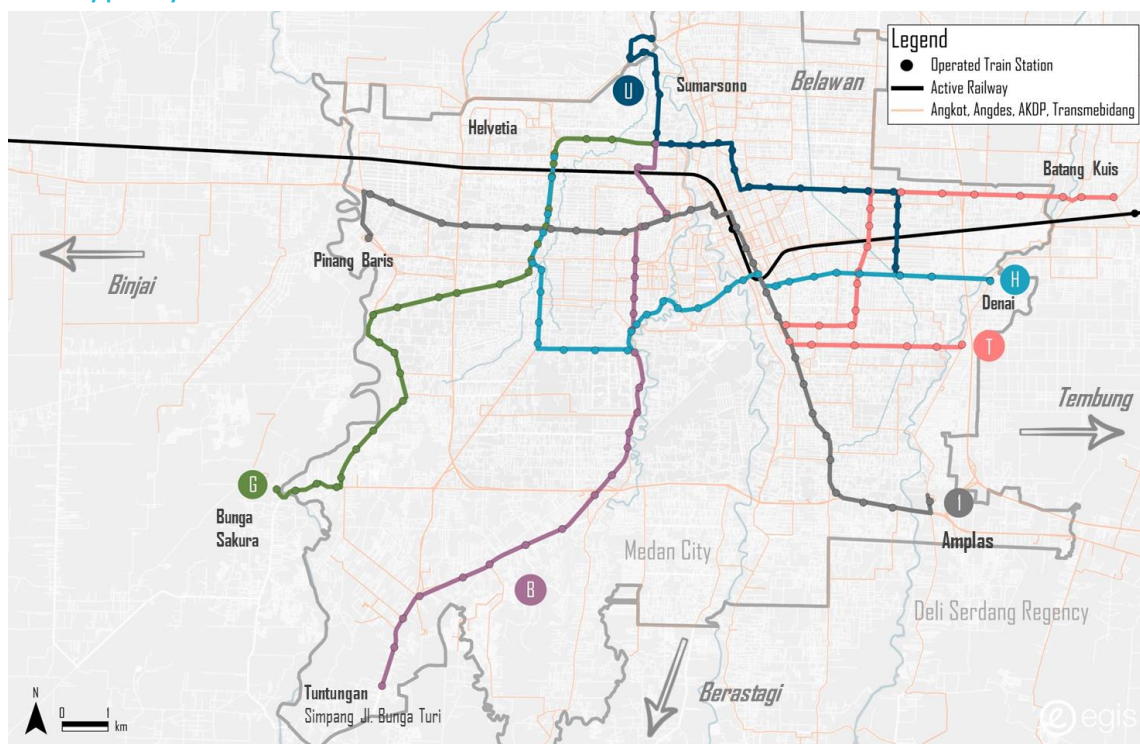 Legend
Operated Train Station
Active Railway
Angkot, Angdes, AKDP, Transmebidang
U
Sumarsono
Belawan
Helvetia
Batang Kuis
Pinang Baris
Binjai
H
Denai
T
Tembung
G
Bunga
Sakura
1
Amplas
Medan City
B
Deli Serdang Regency
Tuntungan
Simpang Jl. Bunga Turi
Berastagi
N
0 1
km
egis